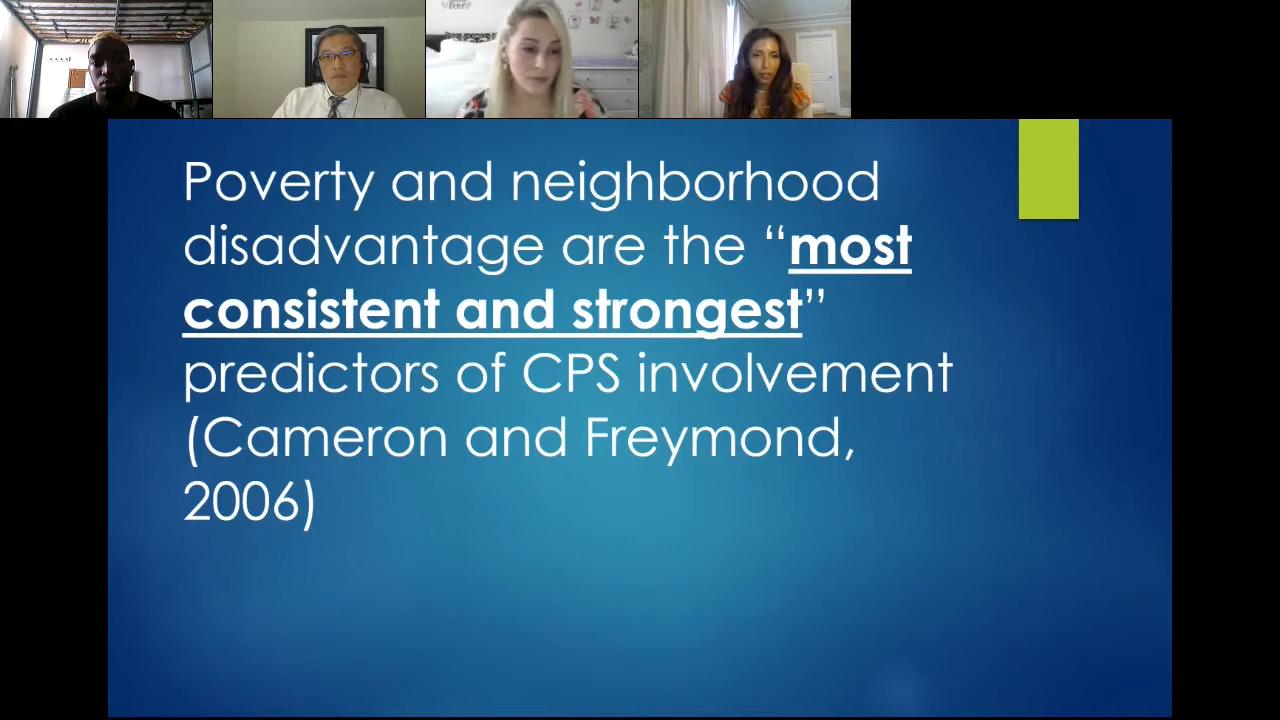 Poverty and neighborhood
disadvantage are the “most
consistent and strongest”
predictors of CPS involvement
(Cameron and Freymond,
2006)